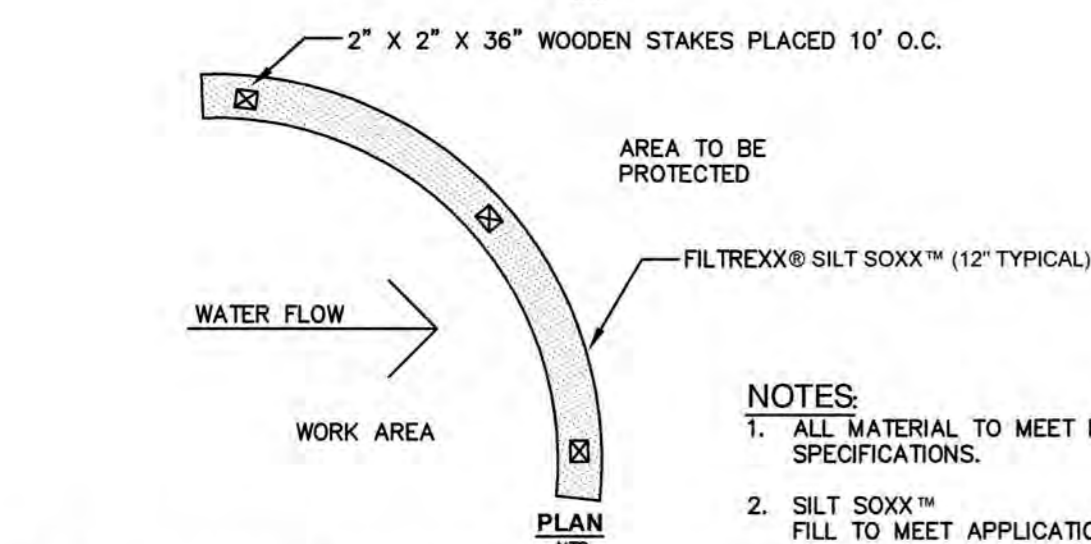 2" X 2" X 36" WOODEN STAKES PLACED 10' O.C.
AREA TO BE
PROTECTED
FILTREXX® SILT SOXX™ (12" TYPICAL)
WATER FLOW
WORK AREA
PLAN
NOTES:
1. ALL MATERIAL TO MEET
SPECIFICATIONS.
2. SILT SOXX™
FILL TO MEET